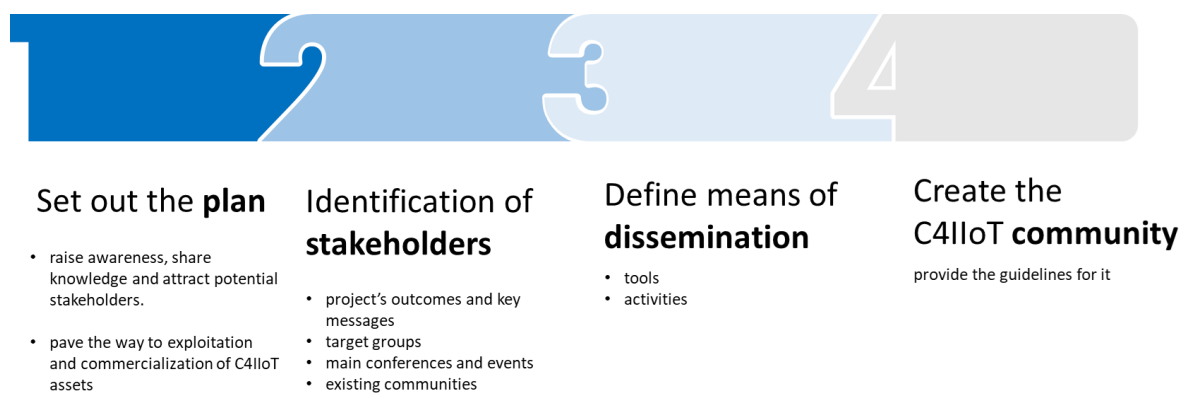 1 2 3 4
Set out the plan
• raise awareness, share
knowledge and attract potential
stakeholders.
• pave the way to exploitation
and commercialization of C4IIoT
assets
Identification of
stakeholders
• project's outcomes and key
messages
• target groups
• main conferences and events
• existing communities
Define means of
dissemination
• tools
• activities
Create the
C4IIoT community
provide the guidelines for it